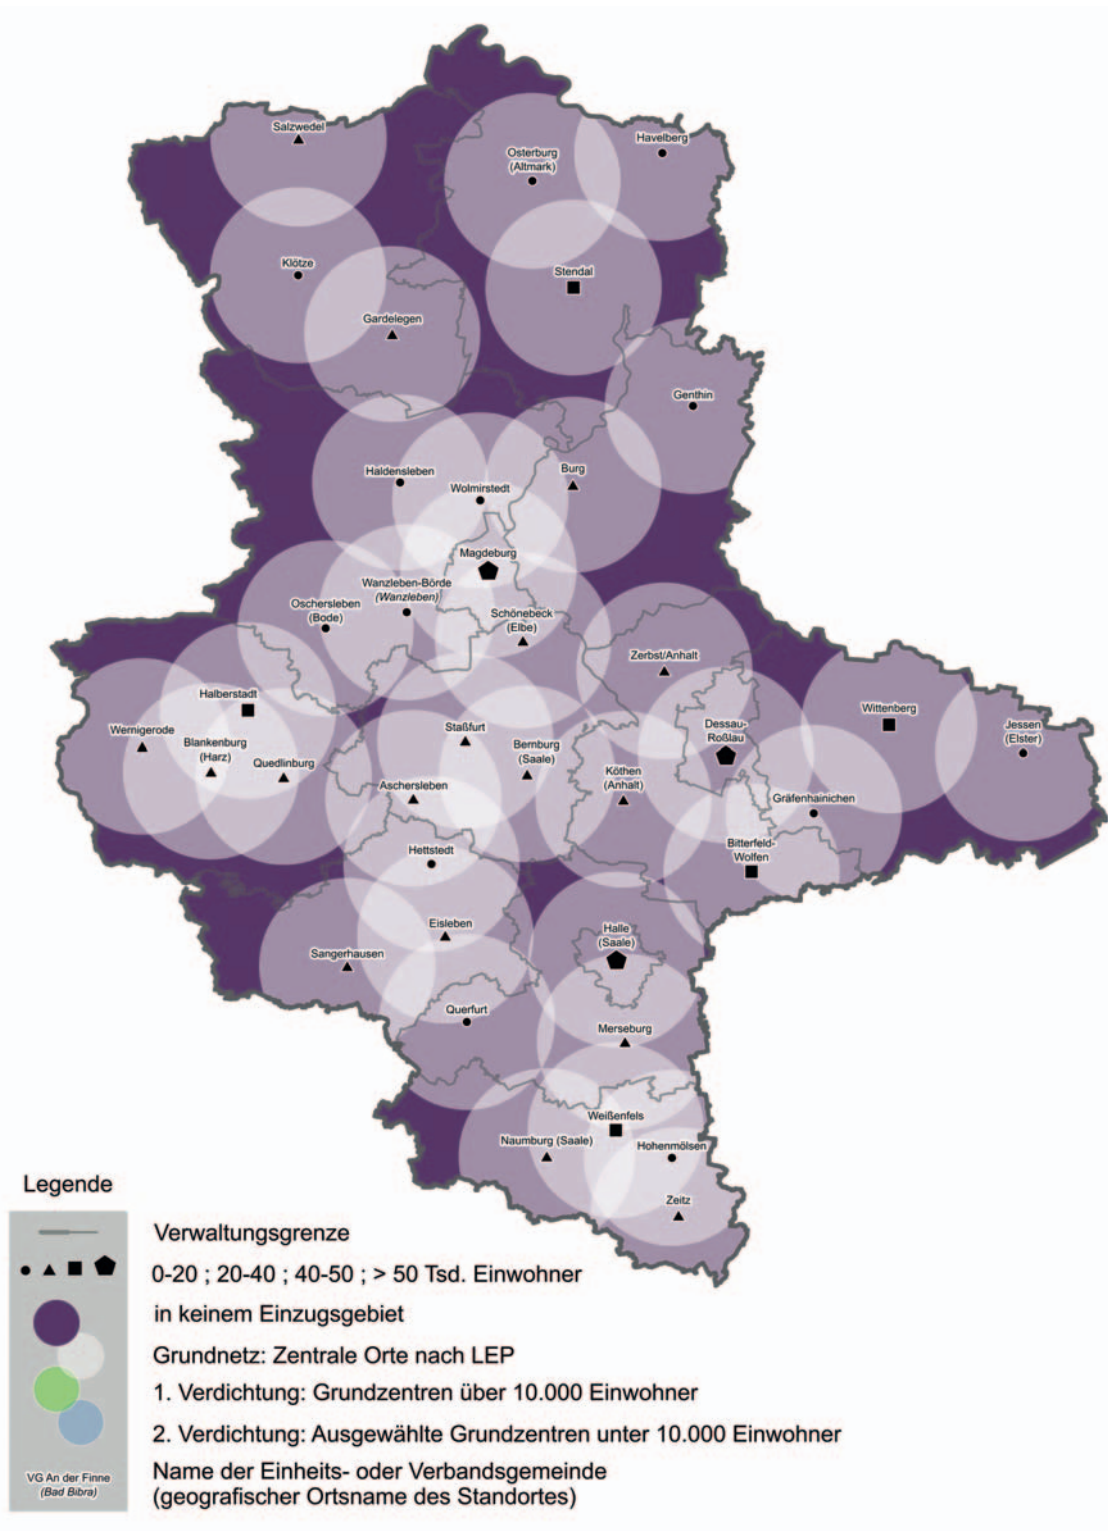 Salzwedel
Havelberg
Osterburg
(Altmark)
Klötze
Stendal
Gardelegen
Genthin
Haldensleben
Burg
Wolmirstedt
Magdeburg
Wanzleben-Börde
(Wanzleben)
Oschersleben
(Bode)
Schönebeck
(Elbe)
Zerbst/Anhalt
Halberstadt
Wernigerode
Blankenburg
(Harz)
Quedlinburg
Staßfurt
Bernburg
(Saale)
Aschersleben
Köthen
(Anhalt)
Dessau-
Roßlau
Wittenberg
Jessen
(Elster)
Gräfenhainichen
Bitterfeld-
Wolfen
Hettstedt
Eisleben
Sangerhausen
Halle
(Saale)
Querfurt
Merseburg
Weißenfels
Naumburg (Saale)
Hohenmölsen
Zeitz
Legende
Verwaltungsgrenze
0-20 ; 20-40 ; 40-50 ; > 50 Tsd. Einwohner
in keinem Einzugsgebiet
Grundnetz: Zentrale Orte nach LEP
1. Verdichtung: Grundzentren über 10.000 Einwohner
2. Verdichtung: Ausgewählte Grundzentren unter 10.000 Einwohner
VG An der Finne
(Bad Bibra)
Name der Einheits- oder Verbandsgemeinde
(geografischer Ortsname des Standortes)